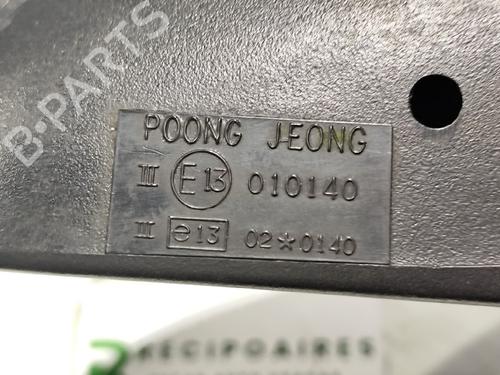 B-PARTS
POONG JEONG
III E13 010140
II e13 02*0140
RECIPOAIRES